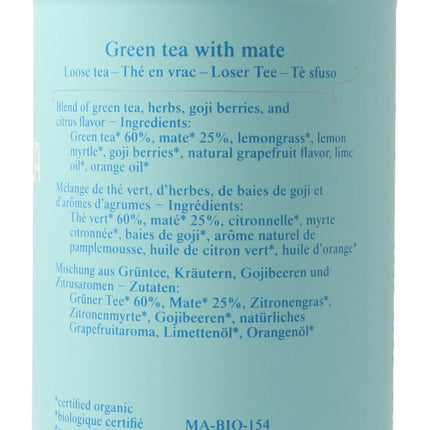 Green tea with mate
Loose tea – Thé en vrac – Loser Tee – Tè sfuso
Blend of green tea, herbs, goji berries, and
citrus flavor – Ingredients:
Green tea* 60%, mate* 25%, lemongrass*, lemon
myrtle*, goji berries*, natural grapefruit flavor, lime
oil*, orange oil*
Mélange de thé vert, d'herbes, de baies de goji et
d'arômes d'agrumes – Ingrédients:
Thé vert* 60%, maté* 25%, citronnelle*, myrte
citronnée*, baies de goji*, arôme naturel de
pamplemousse, huile de citron vert*, huile d'orange*
Mischung aus Grüntee, Kräutern, Gojibeeren und
Zitrusaromen – Zutaten:
Grüner Tee* 60%, Mate* 25%, Zitronengras*,
Zitronenmyrte*, Gojibeeren*, natürliches
Grapefruitaroma, Limettenöl*, Orangenöl*
*certified organic
*biologique certifié
MA-BIO-154